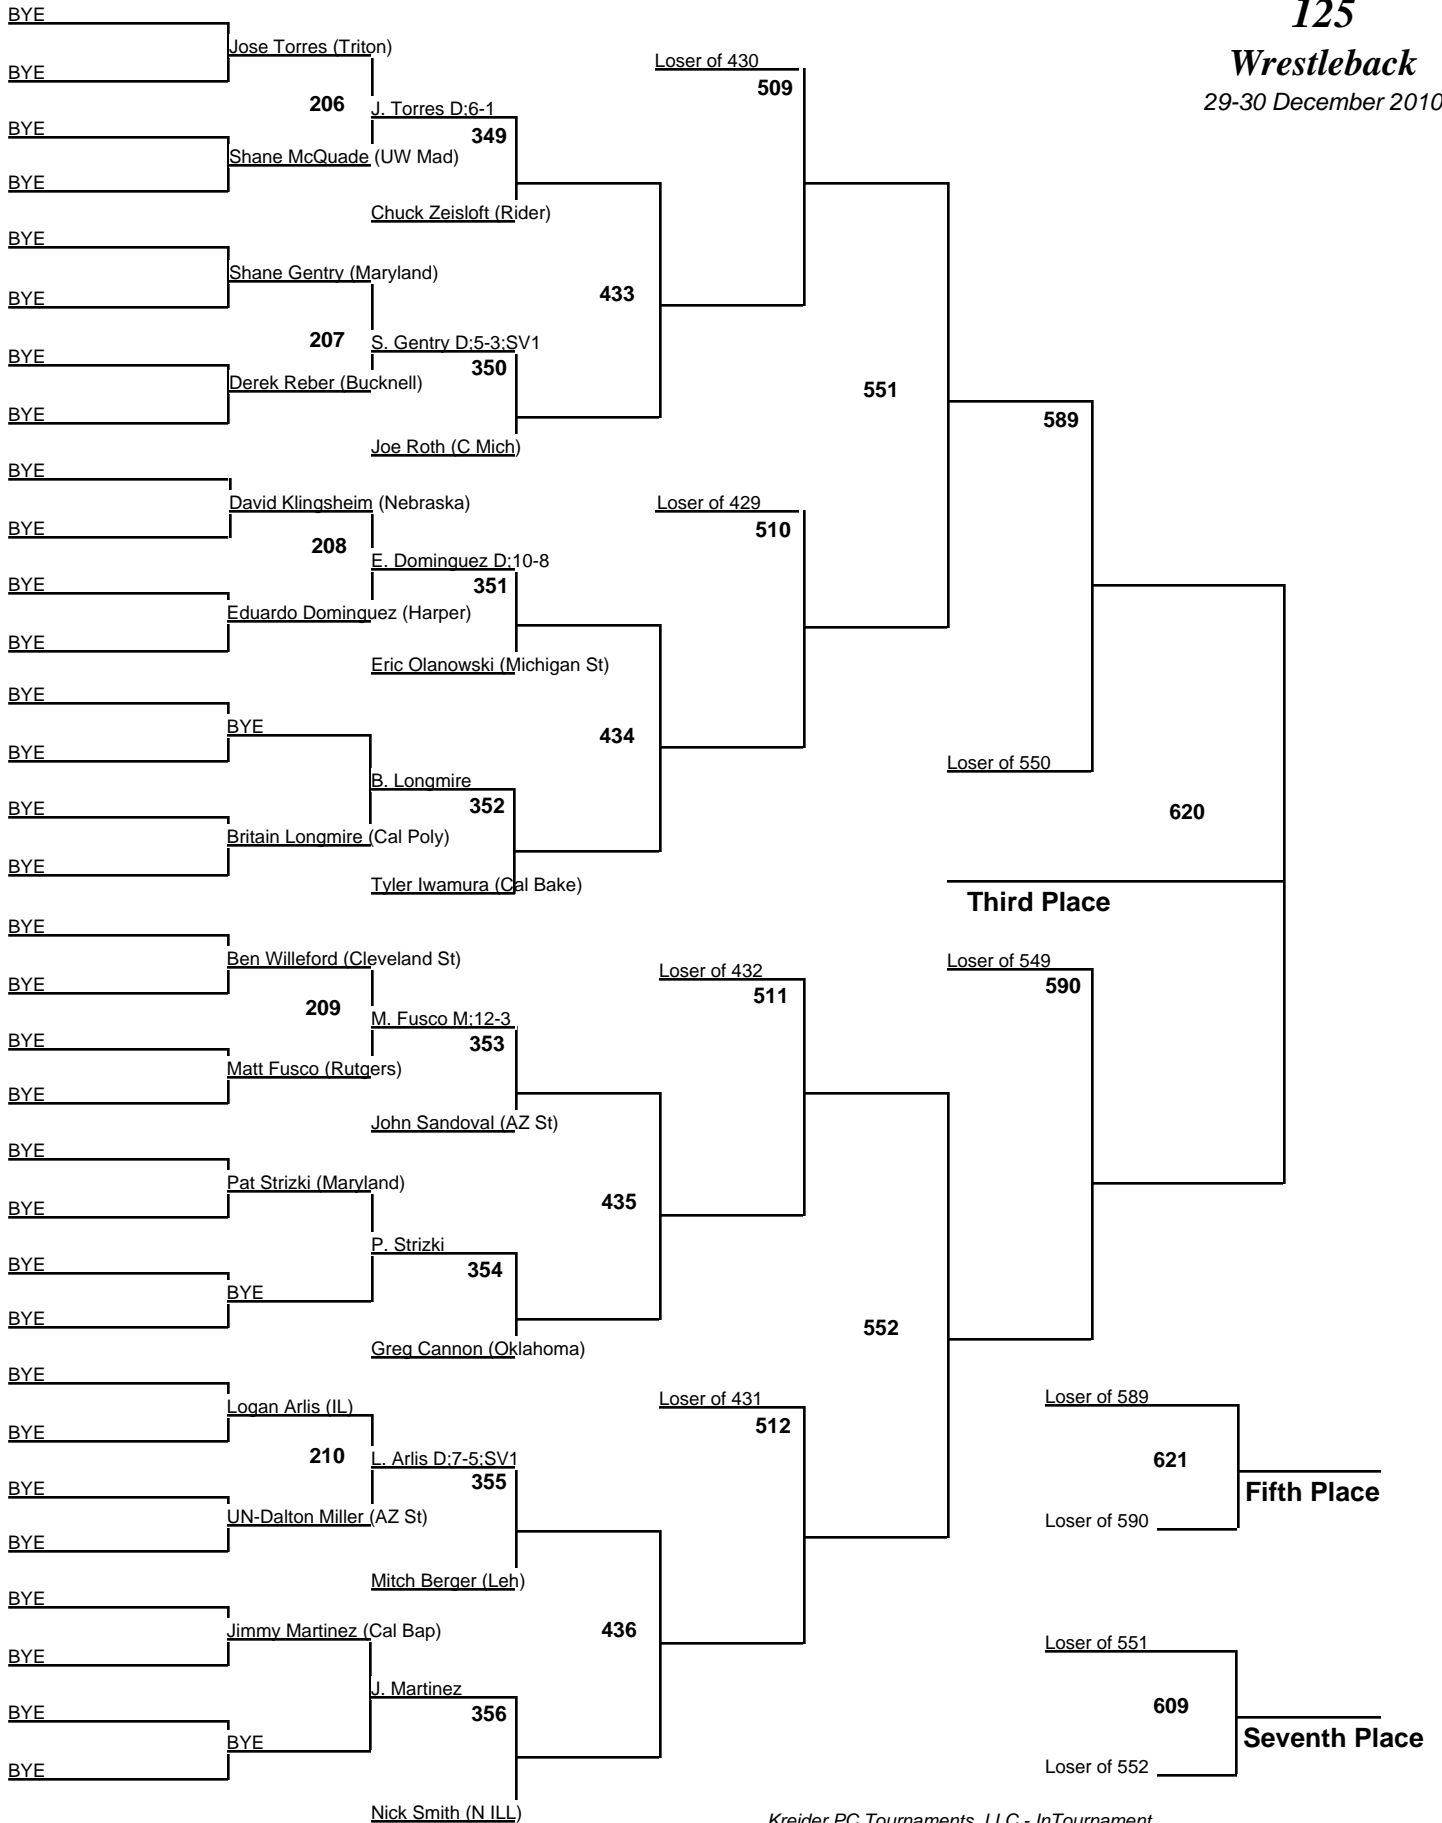 125
BYE
Jose Torres (Triton)
Loser of 430
Wrestleback
BYE
509
29-30 December 2010
206
J. Torres D;6-1
BYE
349
Shane McQuade (UW Mad)
BYE
Chuck Zeisloft (Rider)
BYE
Shane Gentry (Maryland)
BYE
433
207
S. Gentry D;5-3;SV1
BYE
350
Derek Reber (Bucknell)
551
BYE
589
Joe Roth (C Mich)
BYE
David Klingsheim (Nebraska)
Loser of 429
BYE
510
208
E. Dominguez D;10-8
BYE
351
Eduardo Dominguez (Harper)
BYE
Eric Olanowski (Michigan St)
BYE
BYE
434
BYE
Loser of 550
B. Longmire
BYE
352
620
Britain Longmire (Cal Poly)
BYE
Tyler Iwamura (Cal Bake)
Third Place
BYE
Ben Willeford (Cleveland St)
Loser of 549
BYE
Loser of 432
590
511
209
M. Fusco M;12-3
BYE
353
Matt Fusco (Rutgers)
BYE
John Sandoval (AZ St)
BYE
Pat Strizki (Maryland)
435
BYE
P. Strizki
BYE
354
BYE
BYE
552
Greg Cannon (Oklahoma)
BYE
Logan Arlis (IL)
Loser of 431
Loser of 589
BYE
512
210
L. Arlis D;7-5;SV1
621
BYE
355
Fifth Place
UN-Dalton Miller (AZ St)
Loser of 590
BYE
Mitch Berger (Leh)
BYE
Jimmy Martinez (Cal Bap)
436
Loser of 551
BYE
J. Martinez
609
BYE
356
BYE
Seventh Place
BYE
Loser of 552
Nick Smith (N ILL)
Kreider PC Tournaments, LLC - InTournament